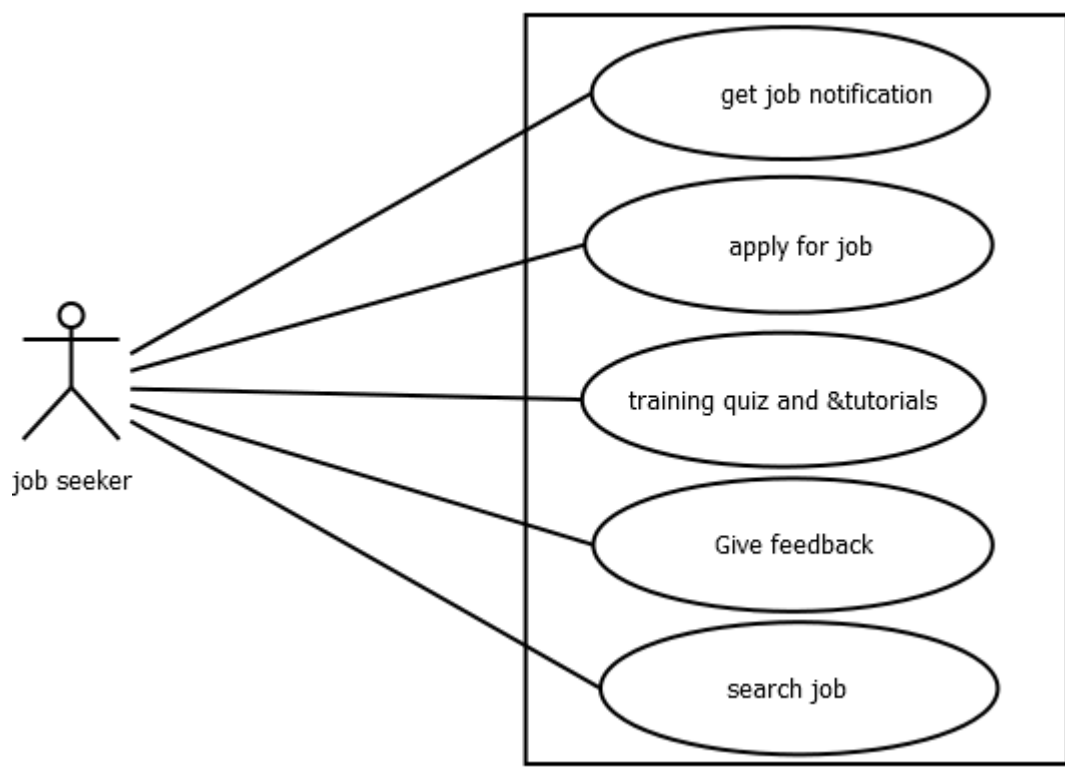 get job notification
apply for job
training quiz and &tutorials
job seeker
Give feedback
search job